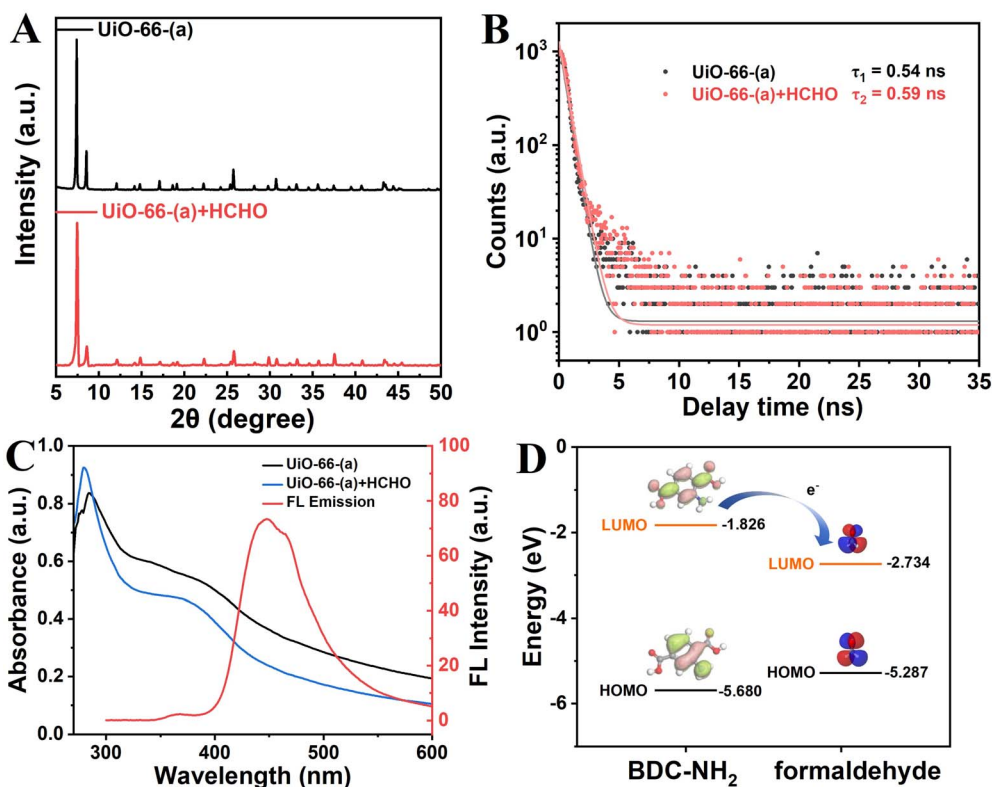 A
UiO-66-(a)
UiO-66-(a)+HCHO
Intensity (a.u.)
5 10 15 20 25 30 35 40 45 50
2θ (degree)
B
10³
10²
10¹
10⁰
Counts (a.u.)
UiO-66-(a) τ₁ = 0.54 ns
UiO-66-(a)+HCHO τ₂ = 0.59 ns
0 5 10 15 20 25 30 35
Delay time (ns)
C
1.0
0.8
0.6
0.4
0.2
0.0
Absorbance (a.u.)
UiO-66-(a)
UiO-66-(a)+HCHO
FL Emission
100
80
60
40
20
0
FL Intensity (a.u.)
300 400 500 600
Wavelength (nm)
D
0
-2
-4
-6
Energy (eV)
e⁻
LUMO -1.826
LUMO -2.734
HOMO -5.680
HOMO -5.287
BDC-NH₂ formaldehyde